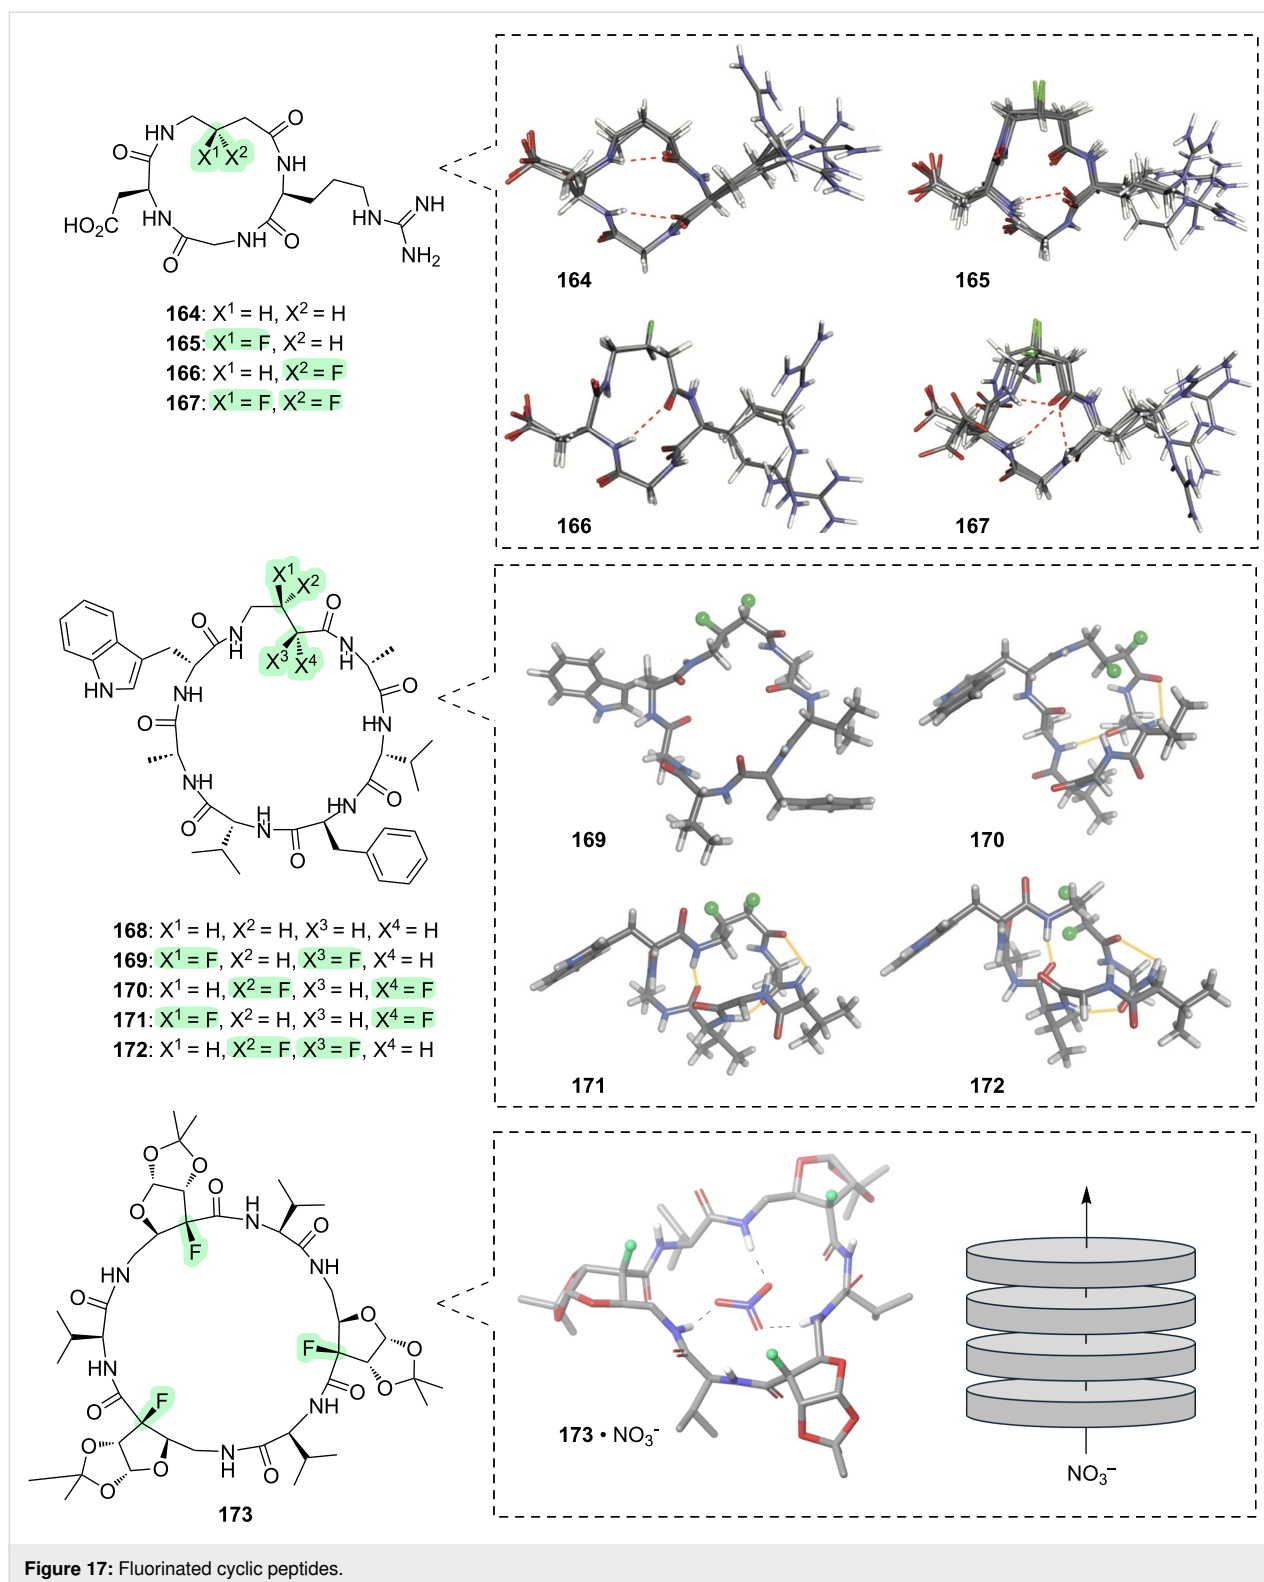 O
HN
X1 X2
O
NH
O
HO2C
NH
O
NH
O
HN
NH
NH2
164: X1 = H, X2 = H
165: X1 = F, X2 = H
166: X1 = H, X2 = F
167: X1 = F, X2 = F
164
165
166
167
X1
X2
O
O
N
H
X3 X4
N
H
HN
NH
O
O
HN
NH
O
O
H
N
HN
O
O
168: X1 = H, X2 = H, X3 = H, X4 = H
169: X1 = F, X2 = H, X3 = F, X4 = H
170: X1 = H, X2 = F, X3 = H, X4 = F
171: X1 = F, X2 = H, X3 = H, X4 = F
172: X1 = H, X2 = F, X3 = F, X4 = H
169
170
171
172
O
O
O
O
H
N
F
O
NH
HN
O
O
F
O
O
NH
O
F
O
NH
O
O
O
N
H
O
173
173 • NO3−
NO3−
Figure 17: Fluorinated cyclic peptides.